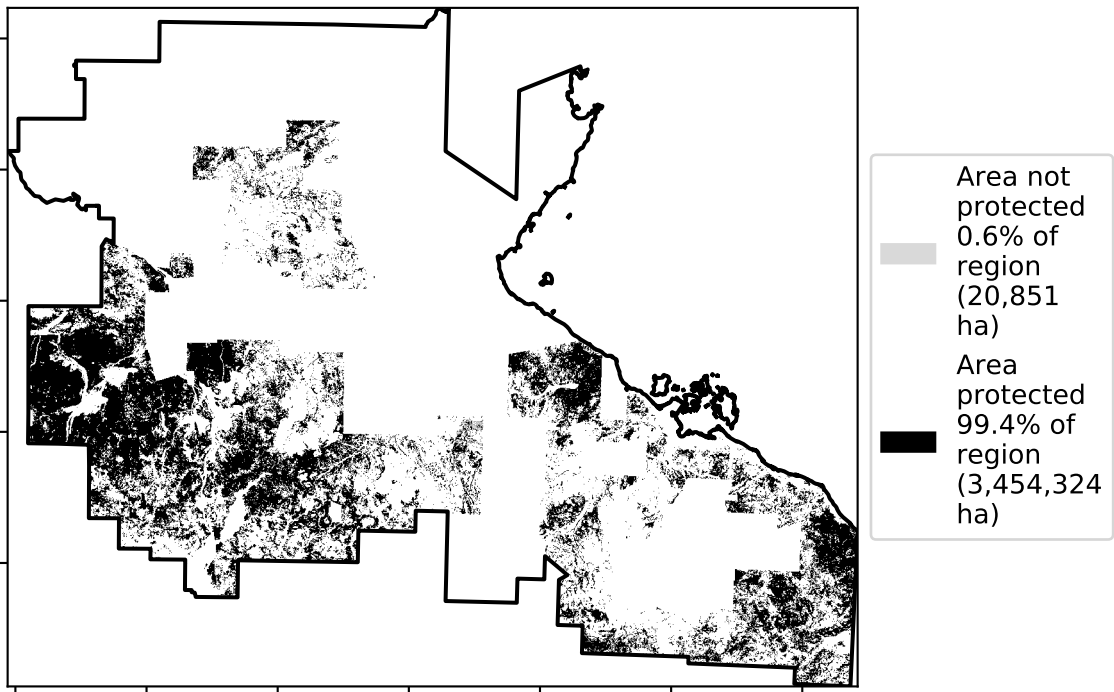 Area not
protected
0.6% of
region
(20,851
ha)
Area
protected
99.4% of
region
(3,454,324
ha)